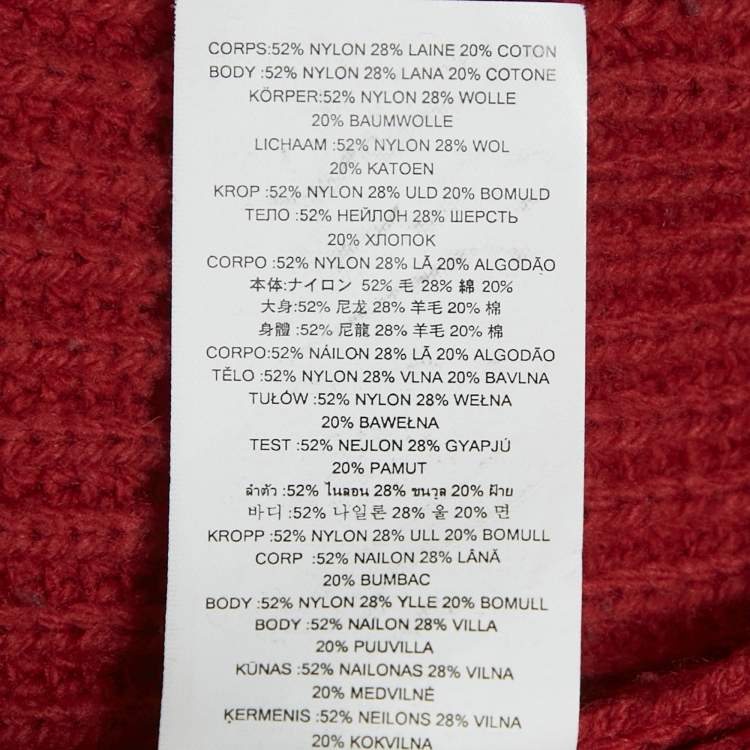 CORPS:52% NYLON 28% LAINE 20% COTON
BODY :52% NYLON 28% LANA 20% COTONE
KÖRPER:52% NYLON 28% WOLLE
20% BAUMWOLLE
LICHAAM :52% NYLON 28% WOL
20% KATOEN
KROP :52% NYLON 28% ULD 20% BOMULD
ТЕЛО :52% НЕЙЛОН 28% ШЕРСТЬ
20% ХЛОПОК
CORPO :52% NYLON 28% LÃ 20% ALGODÃO
本体:ナイロン 52% 毛 28% 綿 20%
大身:52% 尼龙 28% 羊毛 20% 棉
身體 :52% 尼龍 28% 羊毛 20% 棉
CORPO:52% NÁILON 28% LÃ 20% ALGODÃO
TĚLO :52% NYLON 28% VLNA 20% BAVLNA
TUŁÓW :52% NYLON 28% WEŁNA
20% BAWEŁNA
TEST :52% NEJLON 28% GYAPJÚ
20% PAMUT
ลำตัว :52% ไนลอน 28% ขนวุล 20% ฝ้าย
바디 :52% 나일론 28% 울 20% 면
KROPP :52% NYLON 28% ULL 20% BOMULL
CORP :52% NAILON 28% LÂNĂ
20% BUMBAC
BODY :52% NYLON 28% YLLE 20% BOMULL
BODY :52% NAILON 28% VILLA
20% PUUVILLA
KŪNAS :52% NAILONAS 28% VILNA
20% MEDVILNĖ
ĶERMENIS :52% NEILONS 28% VILNA
20% KOKVILNA